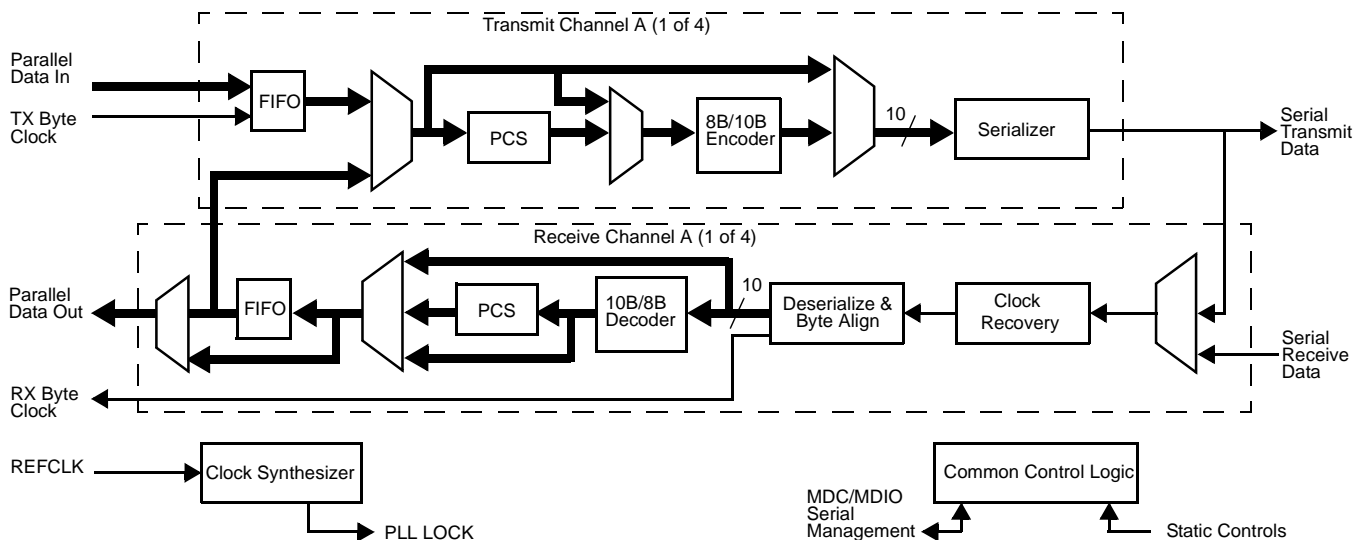 Transmit Channel A (1 of 4)
Parallel
Data In
TX Byte
Clock
FIFO
PCS
8B/10B
Encoder
10
Serializer
Serial
Transmit
Data
Receive Channel A (1 of 4)
Parallel
Data Out
FIFO
PCS
10B/8B
Decoder
10
Deserialize &
Byte Align
Clock
Recovery
Serial
Receive
Data
RX Byte
Clock
REFCLK
Clock Synthesizer
PLL LOCK
Common Control Logic
MDC/MDIO
Serial
Management
Static Controls